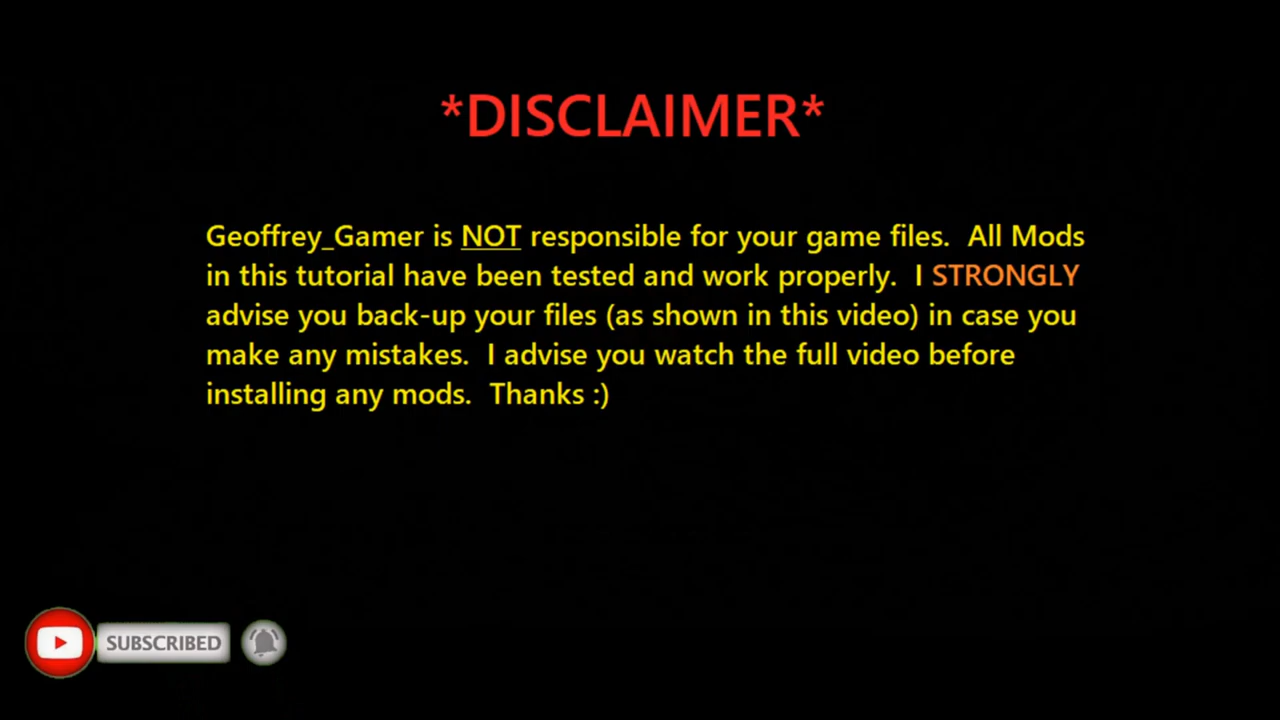 *DISCLAIMER*
Geoffrey_Gamer is NOT responsible for your game files.  All Mods
in this tutorial have been tested and work properly.  I STRONGLY
advise you back-up your files (as shown in this video) in case you
make any mistakes.  I advise you watch the full video before
installing any mods.  Thanks :)
SUBSCRIBED